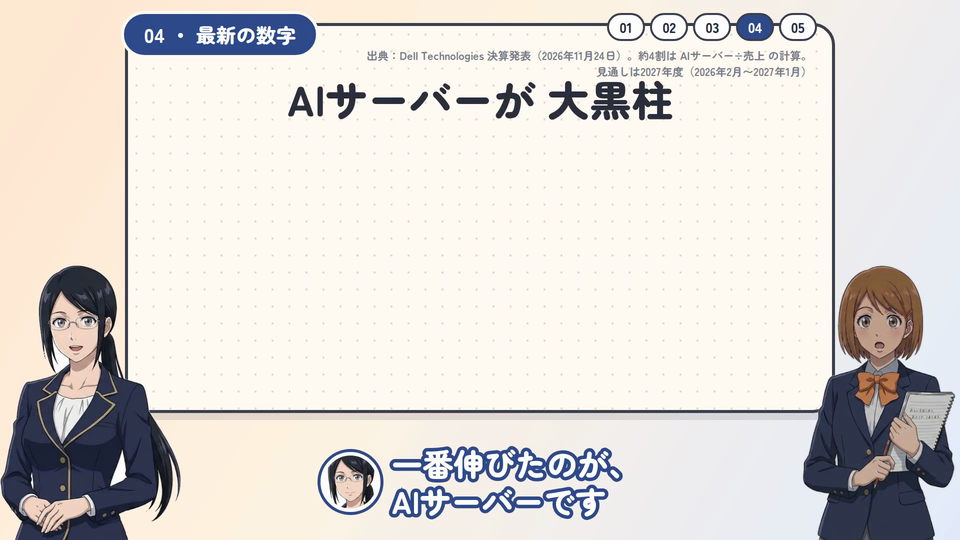 04 ・ 最新の数字
01 02 03 04 05
出典：Dell Technologies 決算発表（2026年11月24日）。約4割は AIサーバー÷売上 の計算。
見通しは2027年度（2026年2月〜2027年1月）
AIサーバーが 大黒柱
一番伸びたのが、
AIサーバーです